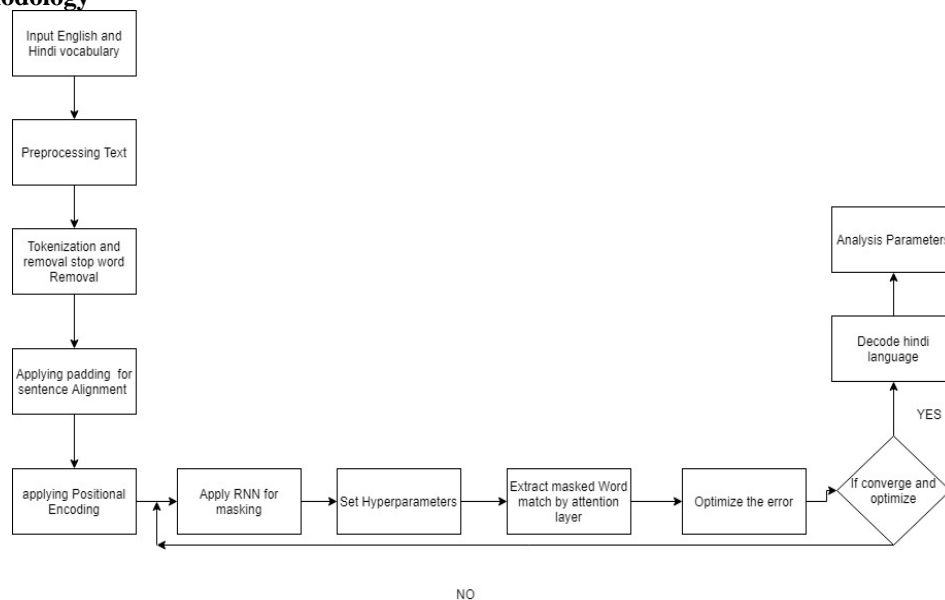 Input English and
Hindi vocabulary
Preprocessing Text
Tokenization and
removal stop word
Removal
Applying padding for
sentence Alignment
applying Positional
Encoding
Apply RNN for
masking
Set Hyperparameters
Extract masked Word
match by attention
layer
Optimize the error
If converge and
optimize
YES
Decode hindi
language
Analysis Parameters
NO